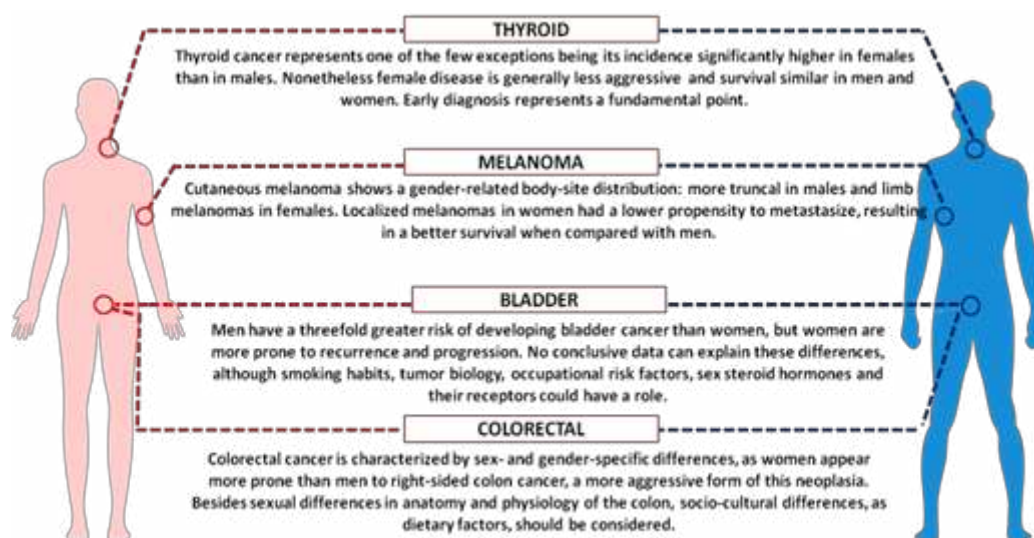 THYROID
Thyroid cancer represents one of the few exceptions being its incidence significantly higher in females
than in males. Nonetheless female disease is generally less aggressive and survival similar in men and
women. Early diagnosis represents a fundamental point.
MELANOMA
Cutaneous melanoma shows a gender-related body-site distribution: more truncal in males and limb
melanomas in females. Localized melanomas in women had a lower propensity to metastasize, resulting
in a better survival when compared with men.
BLADDER
Men have a threefold greater risk of developing bladder cancer than women, but women are
more prone to recurrence and progression. No conclusive data can explain these differences,
although smoking habits, tumor biology, occupational risk factors, sex steroid hormones and
their receptors could have a role.
COLORECTAL
Colorectal cancer is characterized by sex- and gender-specific differences, as women appear
more prone than men to right-sided colon cancer, a more aggressive form of this neoplasia.
Besides sexual differences in anatomy and physiology of the colon, socio-cultural differences, as
dietary factors, should be considered.